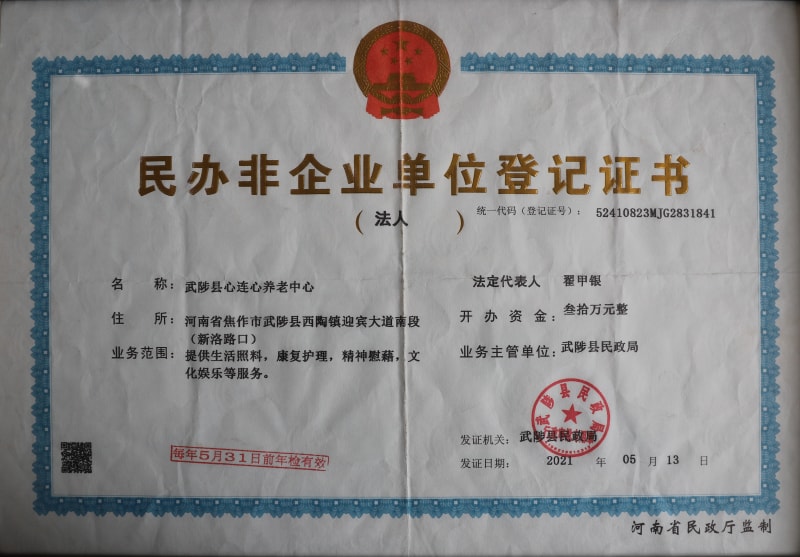 民办非企业单位登记证书
（ 法人 ）
统一代码（登记证号）： 52410823MJG2831841
名 称： 武陟县心连心养老中心
法定代表人 翟甲银
住 所： 河南省焦作市武陟县西陶镇迎宾大道南段
（新洛路口）
开 办 资 金： 叁拾万元整
业务范围： 提供生活照料，康复护理，精神慰藉，文
化娱乐等服务。
业务主管单位： 武陟县民政局
武陟县民政局
发证机关： 武陟县民政局
每年5月31日前年检有效
发证日期： 2021 年 05 月 13 日
河南省民政厅监制